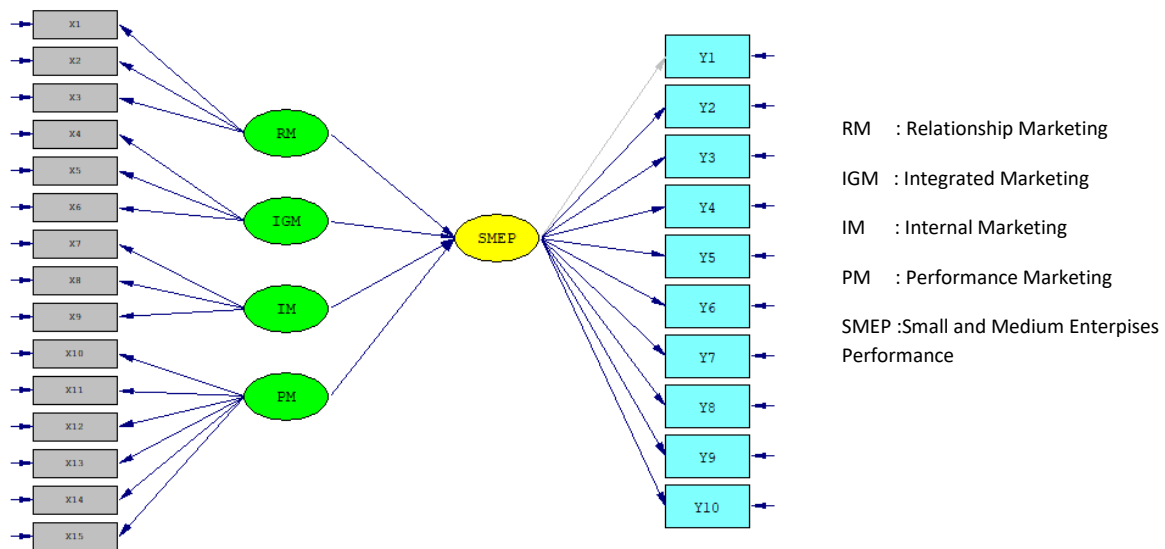 X1
X2
X3
X4
X5
X6
X7
X8
X9
X10
X11
X12
X13
X14
X15
RM
IGM
IM
PM
SMEP
Y1
Y2
Y3
Y4
Y5
Y6
Y7
Y8
Y9
Y10
RM : Relationship Marketing
IGM : Integrated Marketing
IM : Internal Marketing
PM : Performance Marketing
SMEP :Small and Medium Enterpises
Performance